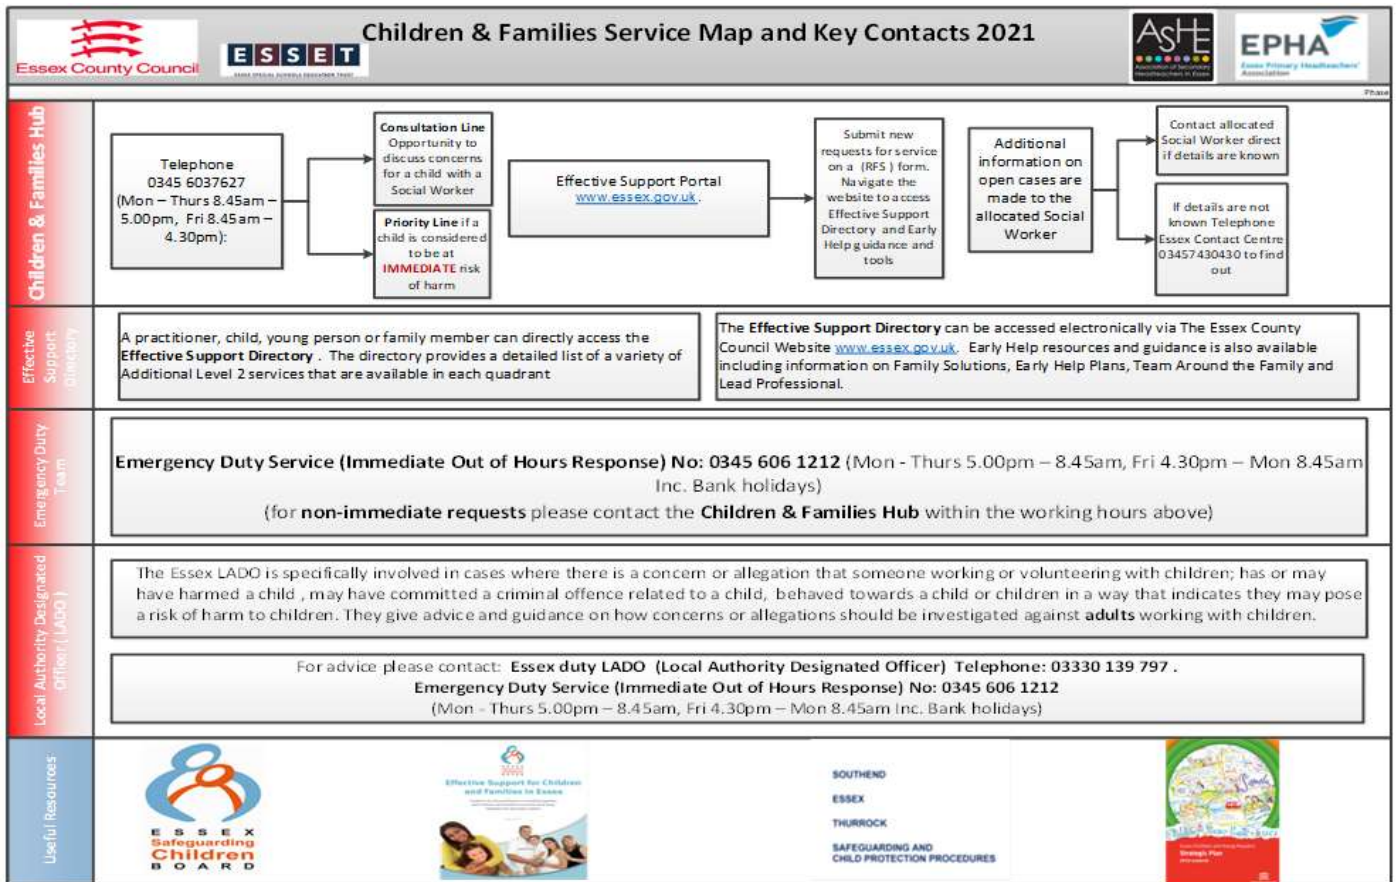 Children & Families Service Map and Key Contacts 2021
Essex County Council
ESSET
ESSEX SPECIAL SCHOOLS EDUCATION TRUST
ASHE
Association of Secondary
Headteachers in Essex
EPHA
Essex Primary Headteachers'
Association
Phase
Children & Families Hub
Telephone
0345 6037627
(Mon – Thurs 8.45am –
5.00pm, Fri 8.45am –
4.30pm):
Consultation Line
Opportunity to
discuss concerns
for a child with a
Social Worker
Priority Line if a
child is considered
to be at
IMMEDIATE risk
of harm
Effective Support Portal
www.essex.gov.uk.
Submit new
requests for service
on a (RFS ) form.
Navigate the
website to access
Effective Support
Directory and Early
Help guidance and
tools
Additional
information on
open cases are
made to the
allocated Social
Worker
Contact allocated
Social Worker direct
if details are known
If details are not
known Telephone
Essex Contact Centre
03457430430 to find
out
Effective
Support
Directory
A practitioner, child, young person or family member can directly access the
Effective Support Directory . The directory provides a detailed list of a variety of
Additional Level 2 services that are available in each quadrant
The Effective Support Directory can be accessed electronically via The Essex County
Council Website www.essex.gov.uk. Early Help resources and guidance is also available
including information on Family Solutions, Early Help Plans, Team Around the Family and
Lead Professional.
Emergency Duty
Team
Emergency Duty Service (Immediate Out of Hours Response) No: 0345 606 1212 (Mon - Thurs 5.00pm – 8.45am, Fri 4.30pm – Mon 8.45am
Inc. Bank holidays)
(for non-immediate requests please contact the Children & Families Hub within the working hours above)
Local Authority Designated
Officer ( LADO )
The Essex LADO is specifically involved in cases where there is a concern or allegation that someone working or volunteering with children; has or may
have harmed a child , may have committed a criminal offence related to a child, behaved towards a child or children in a way that indicates they may pose
a risk of harm to children. They give advice and guidance on how concerns or allegations should be investigated against adults working with children.
For advice please contact: Essex duty LADO (Local Authority Designated Officer) Telephone: 03330 139 797 .
Emergency Duty Service (Immediate Out of Hours Response) No: 0345 606 1212
(Mon - Thurs 5.00pm – 8.45am, Fri 4.30pm – Mon 8.45am Inc. Bank holidays)
Useful Resources
ESSEX
Safeguarding
Children
BOARD
Effective Support for Children
and Families in Essex
SOUTHEND
ESSEX
THURROCK
SAFEGUARDING AND
CHILD PROTECTION PROCEDURES
Strategic Plan